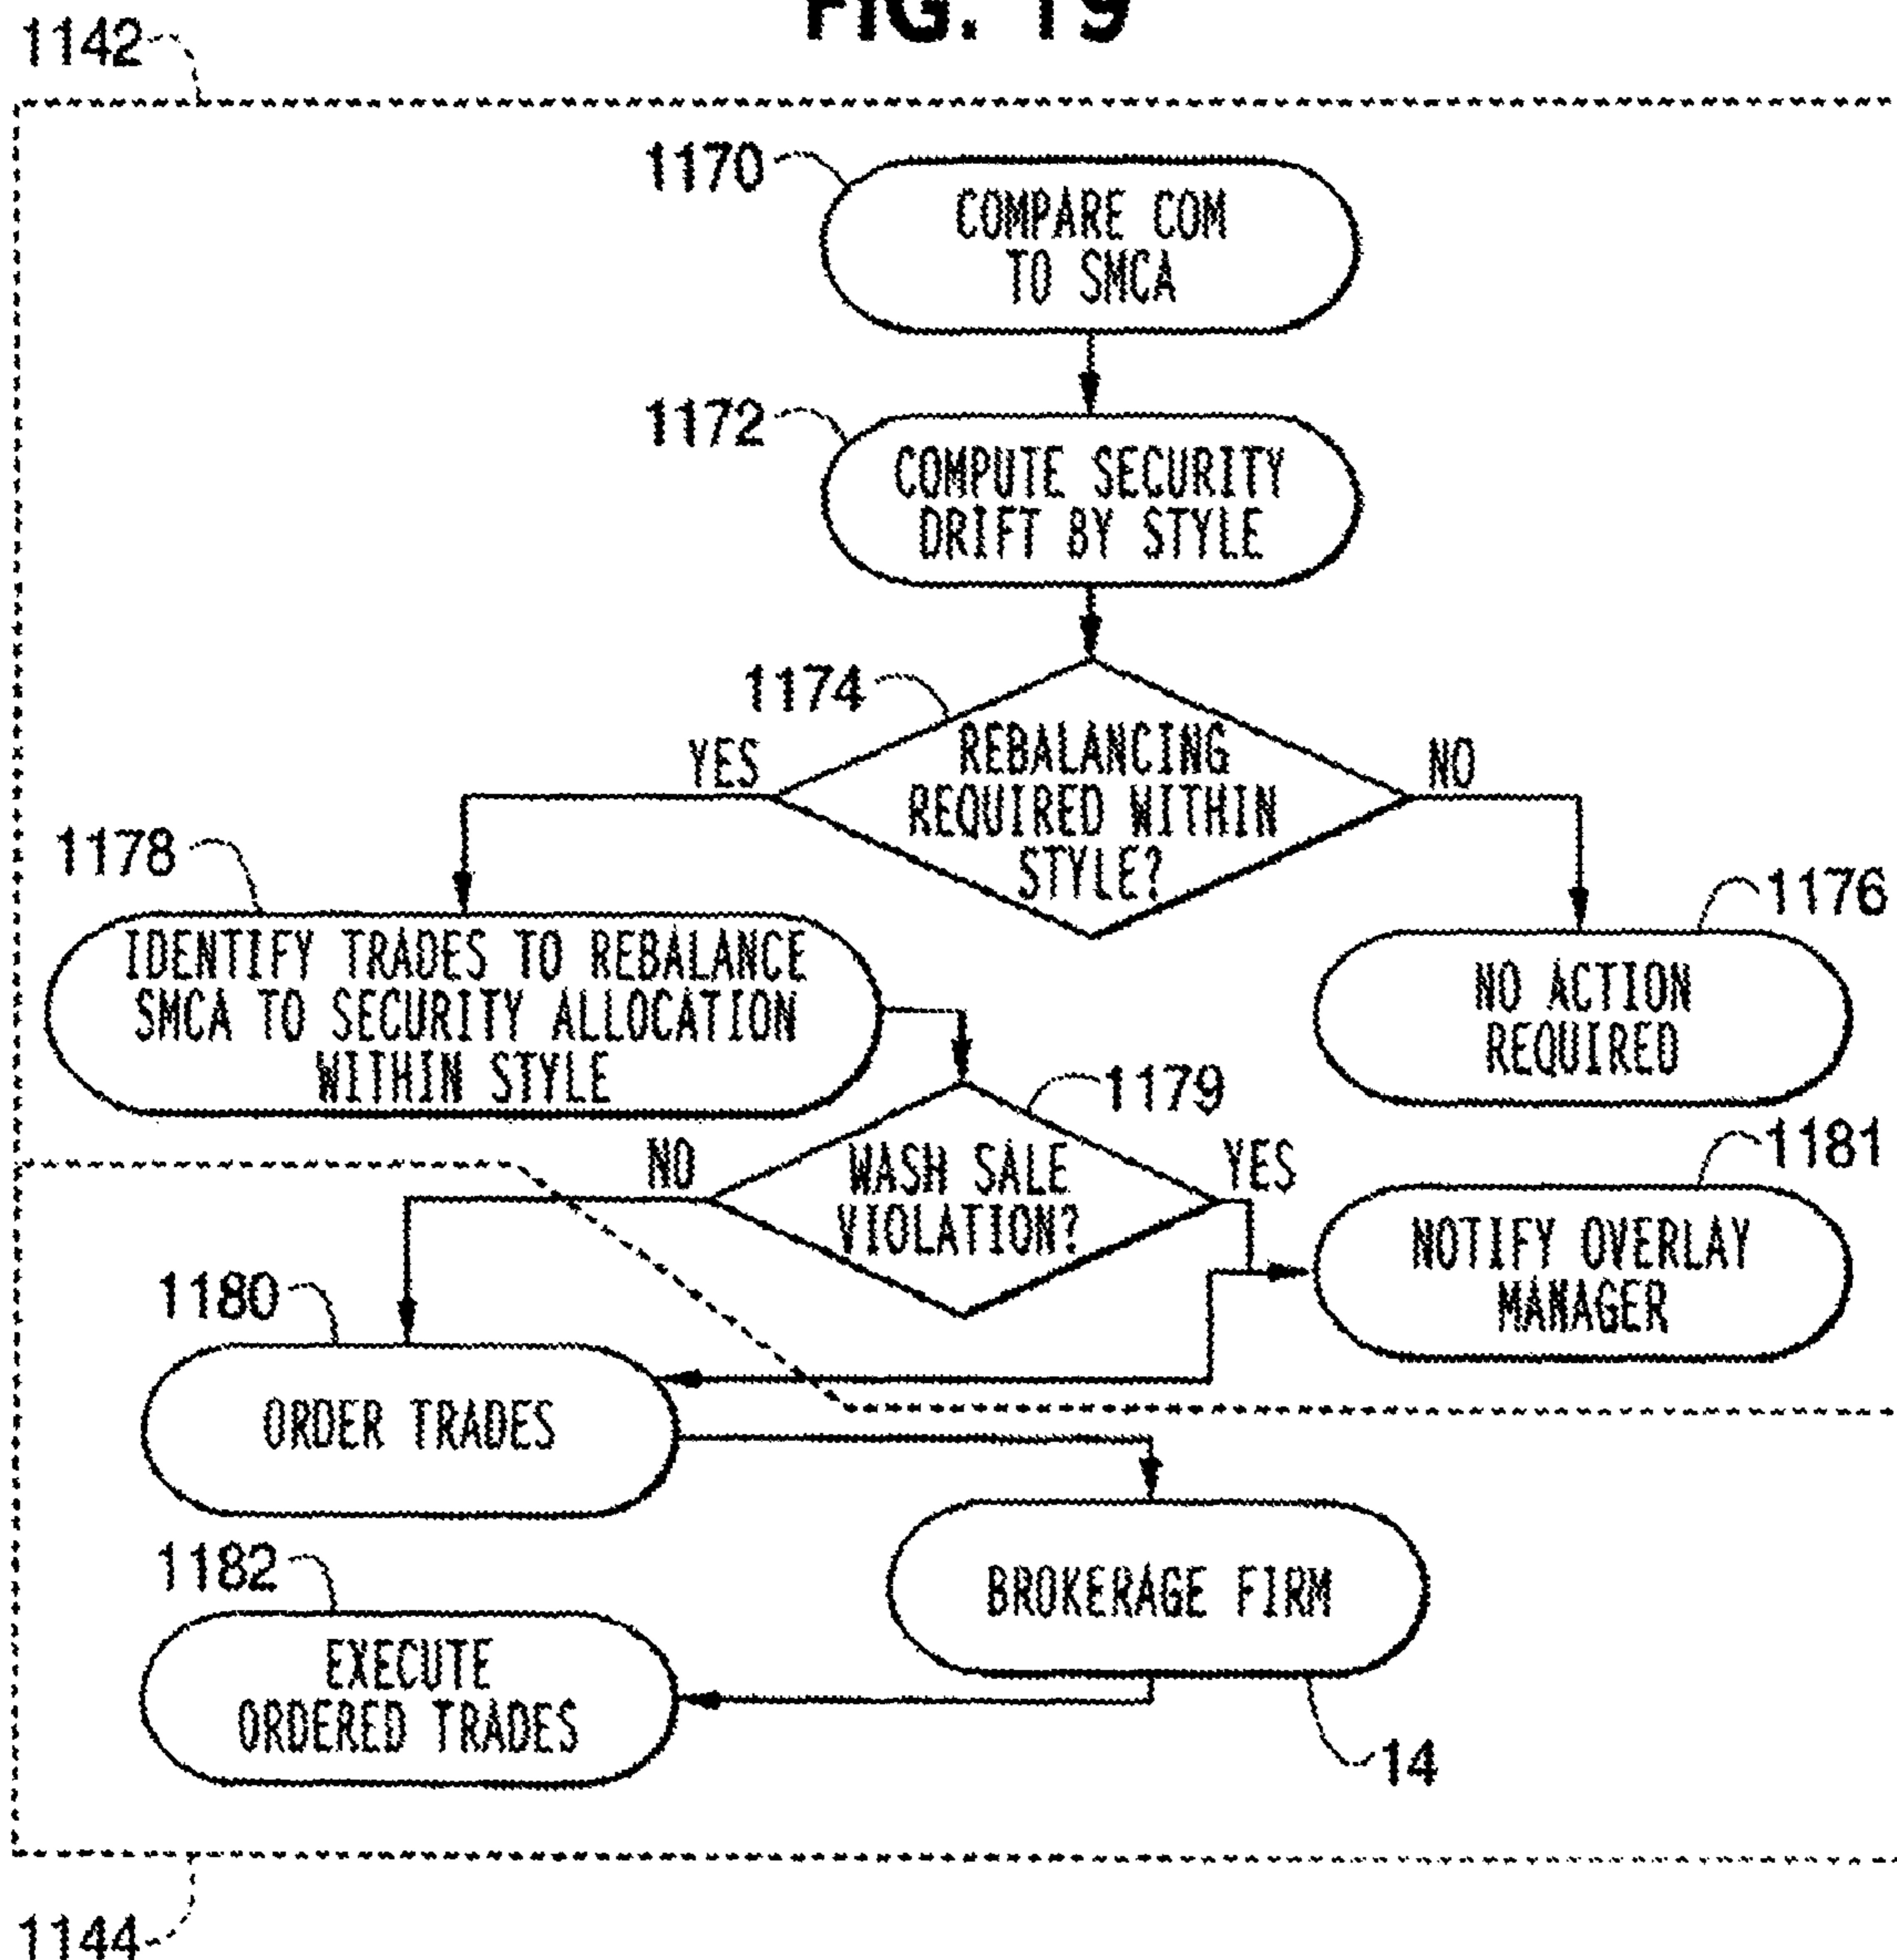 FIG. 19
1142
1170
COMPARE COM
TO SMCA
1172
COMPUTE SECURITY
DRIFT BY STYLE
1174
YES
REBALANCING
REQUIRED WITHIN
STYLE?
NO
1178
IDENTIFY TRADES TO REBALANCE
SMCA TO SECURITY ALLOCATION
WITHIN STYLE
1176
NO ACTION
REQUIRED
1179
NO
WASH SALE
VIOLATION?
YES
1181
NOTIFY OVERLAY
MANAGER
1180
ORDER TRADES
BROKERAGE FIRM
14
1182
EXECUTE
ORDERED TRADES
1144